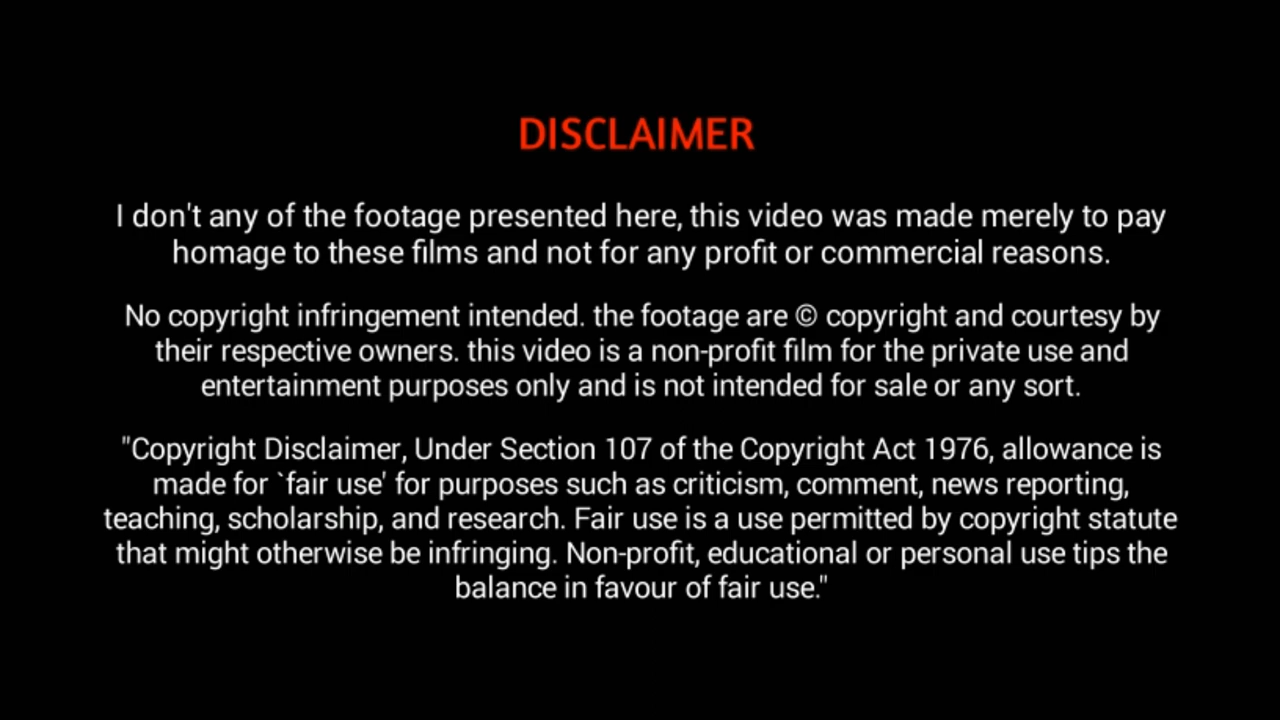 DISCLAIMER
I don't any of the footage presented here, this video was made merely to pay
homage to these films and not for any profit or commercial reasons.
No copyright infringement intended. the footage are © copyright and courtesy by
their respective owners. this video is a non-profit film for the private use and
entertainment purposes only and is not intended for sale or any sort.
"Copyright Disclaimer, Under Section 107 of the Copyright Act 1976, allowance is
made for `fair use' for purposes such as criticism, comment, news reporting,
teaching, scholarship, and research. Fair use is a use permitted by copyright statute
that might otherwise be infringing. Non-profit, educational or personal use tips the
balance in favour of fair use."